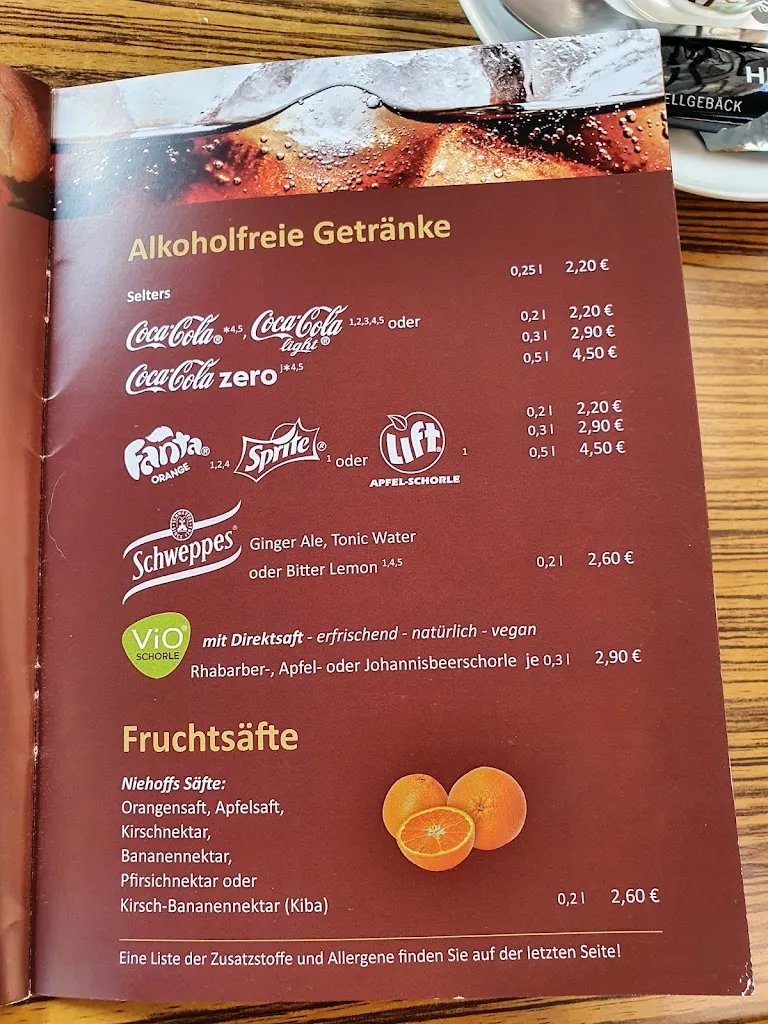 H
ELLGEBÄCK
Alkoholfreie Getränke
Selters 0,25 l 2,20 €
Coca-Cola® *4,5, Coca-Cola light® 1,2,3,4,5 oder 0,2 l 2,20 €
0,3 l 2,90 €
Coca-Cola zero j*4,5 0,5 l 4,50 €
Fanta® ORANGE 1,2,4 Sprite® 1 oder Lift® APFEL-SCHORLE 1 0,2 l 2,20 €
0,3 l 2,90 €
0,5 l 4,50 €
Schweppes® Ginger Ale, Tonic Water
oder Bitter Lemon 1,4,5 0,2 l 2,60 €
ViO® SCHORLE mit Direktsaft - erfrischend - natürlich - vegan
Rhabarber-, Apfel- oder Johannisbeerschorle je 0,3 l 2,90 €
Fruchtsäfte
Niehoffs Säfte:
Orangensaft, Apfelsaft,
Kirschnektar,
Bananennektar,
Pfirsichnektar oder
Kirsch-Bananennektar (Kiba) 0,2 l 2,60 €
Eine Liste der Zusatzstoffe und Allergene finden Sie auf der letzten Seite!